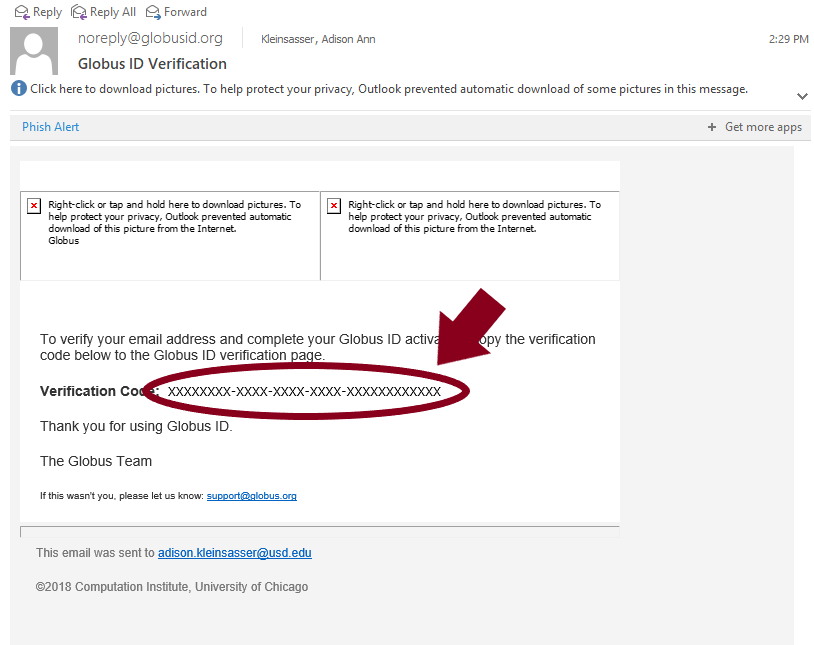 Reply Reply All Forward
noreply@globusid.org Kleinsasser, Adison Ann 2:29 PM
Globus ID Verification
Click here to download pictures. To help protect your privacy, Outlook prevented automatic download of some pictures in this message.
Phish Alert + Get more apps
Right-click or tap and hold here to download pictures. To
help protect your privacy, Outlook prevented automatic
download of this picture from the Internet.
Globus
Right-click or tap and hold here to download pictures. To
help protect your privacy, Outlook prevented automatic
download of this picture from the Internet.
To verify your email address and complete your Globus ID the verification
code below to the Globus ID verification page.
Verification Code: XXXXXXXX-XXXX-XXXX-XXXX-XXXXXXXXXXXX
Thank you for using Globus ID.
The Globus Team
If this wasn't you, please let us know: support@globus.org
This email was sent to adison.kleinsasser@usd.edu
©2018 Computation Institute, University of Chicago